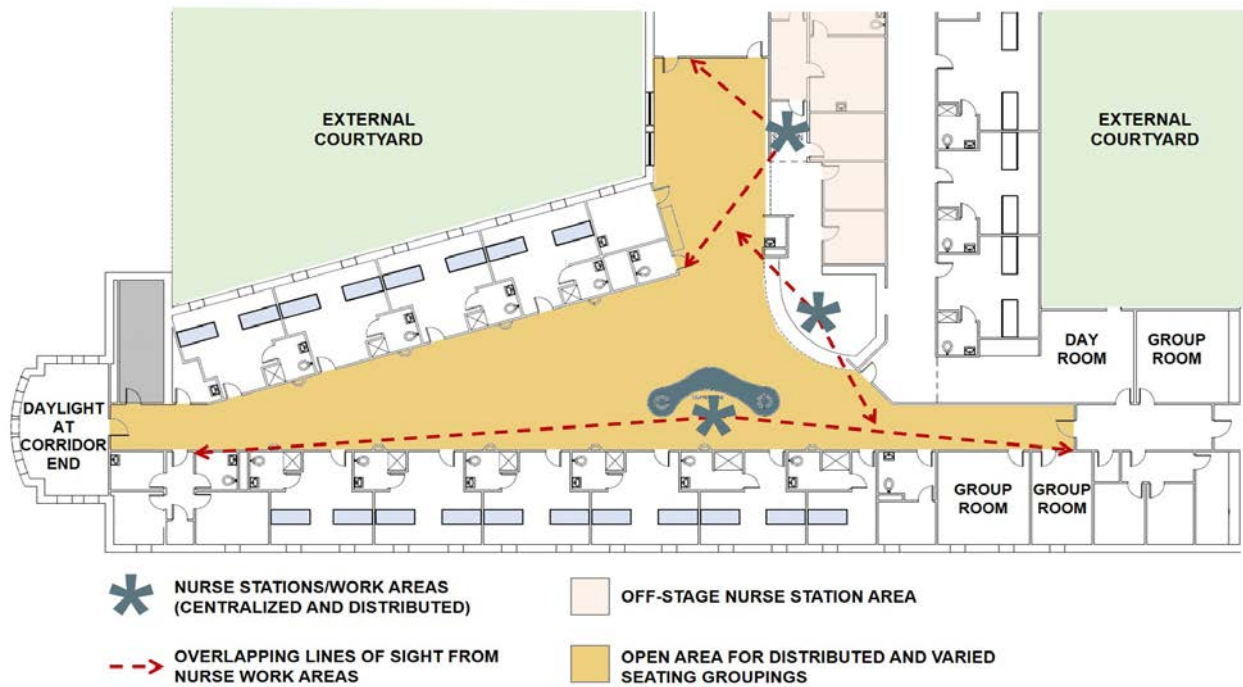 EXTERNAL
COURTYARD
EXTERNAL
COURTYARD
DAY
ROOM
GROUP
ROOM
DAYLIGHT
AT
CORRIDOR
END
GROUP
ROOM
GROUP
ROOM
NURSE STATIONS/WORK AREAS
(CENTRALIZED AND DISTRIBUTED)
OFF-STAGE NURSE STATION AREA
OVERLAPPING LINES OF SIGHT FROM
NURSE WORK AREAS
OPEN AREA FOR DISTRIBUTED AND VARIED
SEATING GROUPINGS